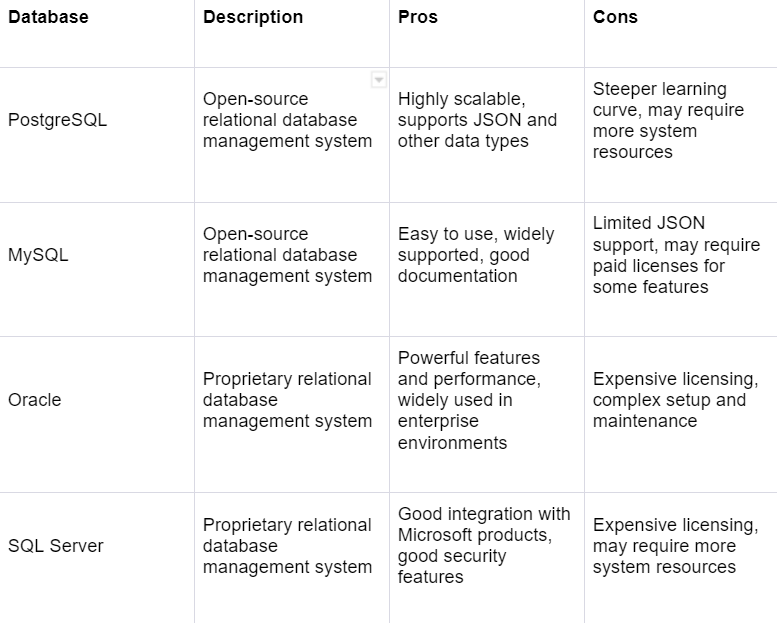 Database Description Pros Cons
PostgreSQL
Open-source
relational database
management system
Highly scalable,
supports JSON and
other data types
Steeper learning
curve, may require
more system
resources
MySQL
Open-source
relational database
management system
Easy to use, widely
supported, good
documentation
Limited JSON
support, may require
paid licenses for
some features
Oracle
Proprietary relational
database
management system
Powerful features
and performance,
widely used in
enterprise
environments
Expensive licensing,
complex setup and
maintenance
SQL Server
Proprietary relational
database
management system
Good integration with
Microsoft products,
good security
features
Expensive licensing,
may require more
system resources